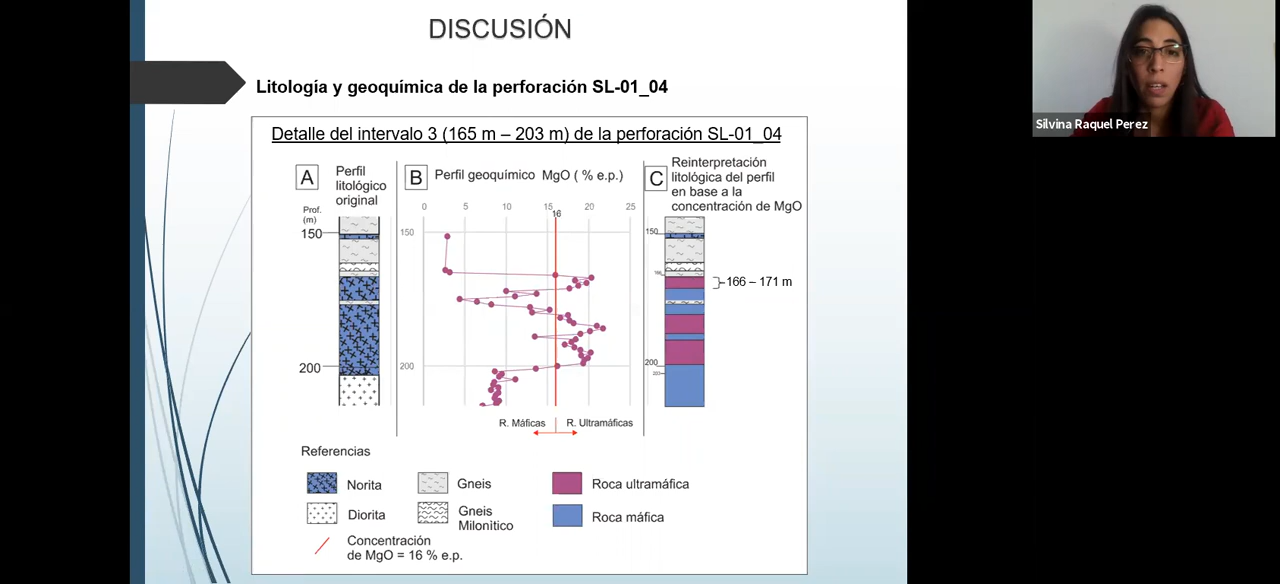 DISCUSIÓN
Litología y geoquímica de la perforación SL-01_04
Detalle del intervalo 3 (165 m – 203 m) de la perforación SL-01_04
A
Perfil
litológico
original
Prof.
(m)
150
200
B
Perfil geoquímico MgO ( % e.p.)
0 5 10 15 20 25
16
150
200
R. Máficas
R. Ultramáficas
C
Reinterpretación
litológica del perfil
en base a la
concentración de MgO
150
166 – 171 m
200
Referencias
Norita
Gneis
Roca ultramáfica
Diorita
Gneis
Milonítico
Roca máfica
Concentración
de MgO = 16 % e.p.
Silvina Raquel Perez